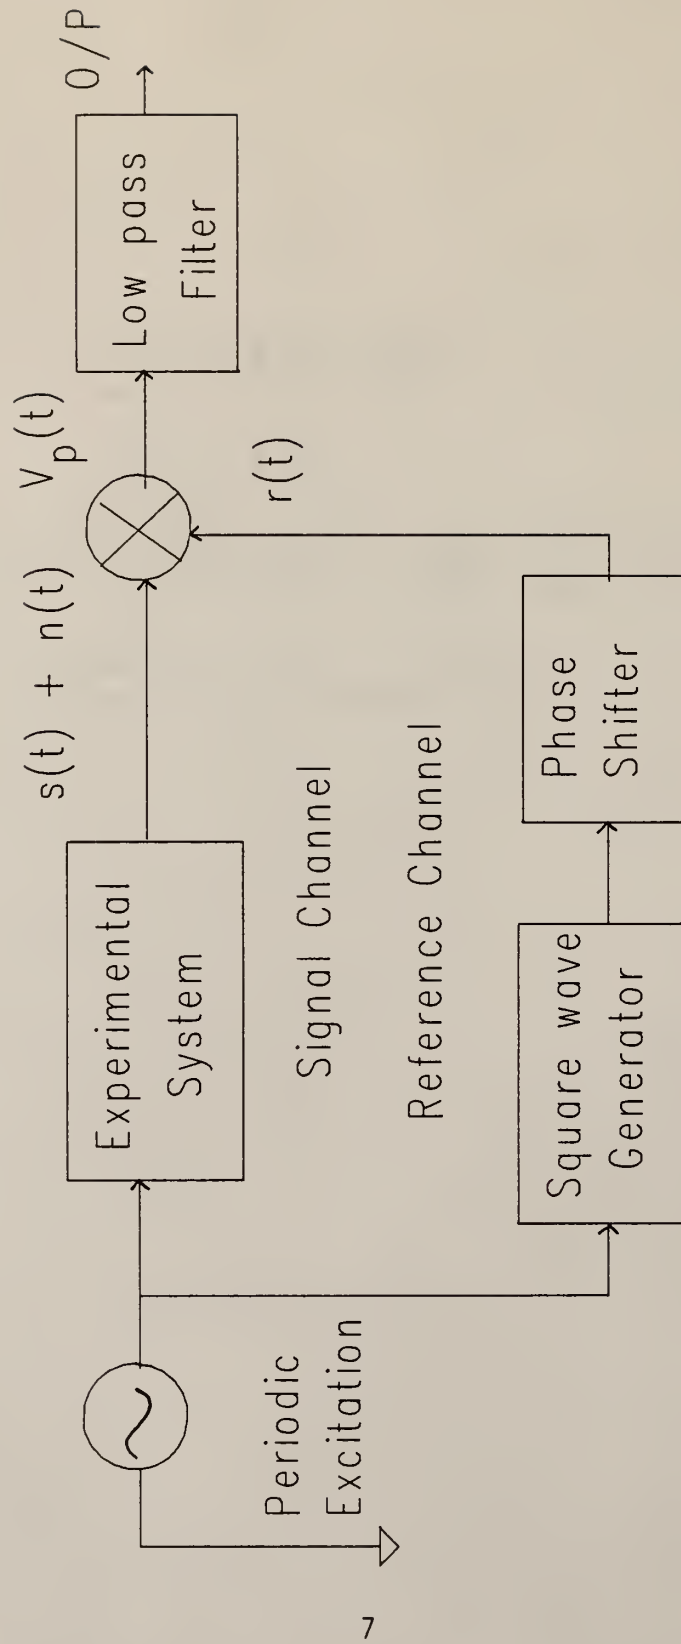 s(t) + n(t)
V_p(t)
O/P
Experimental
System
Low pass
Filter
Signal Channel
r(t)
Periodic
Excitation
Reference Channel
Square wave
Generator
Phase
Shifter
7